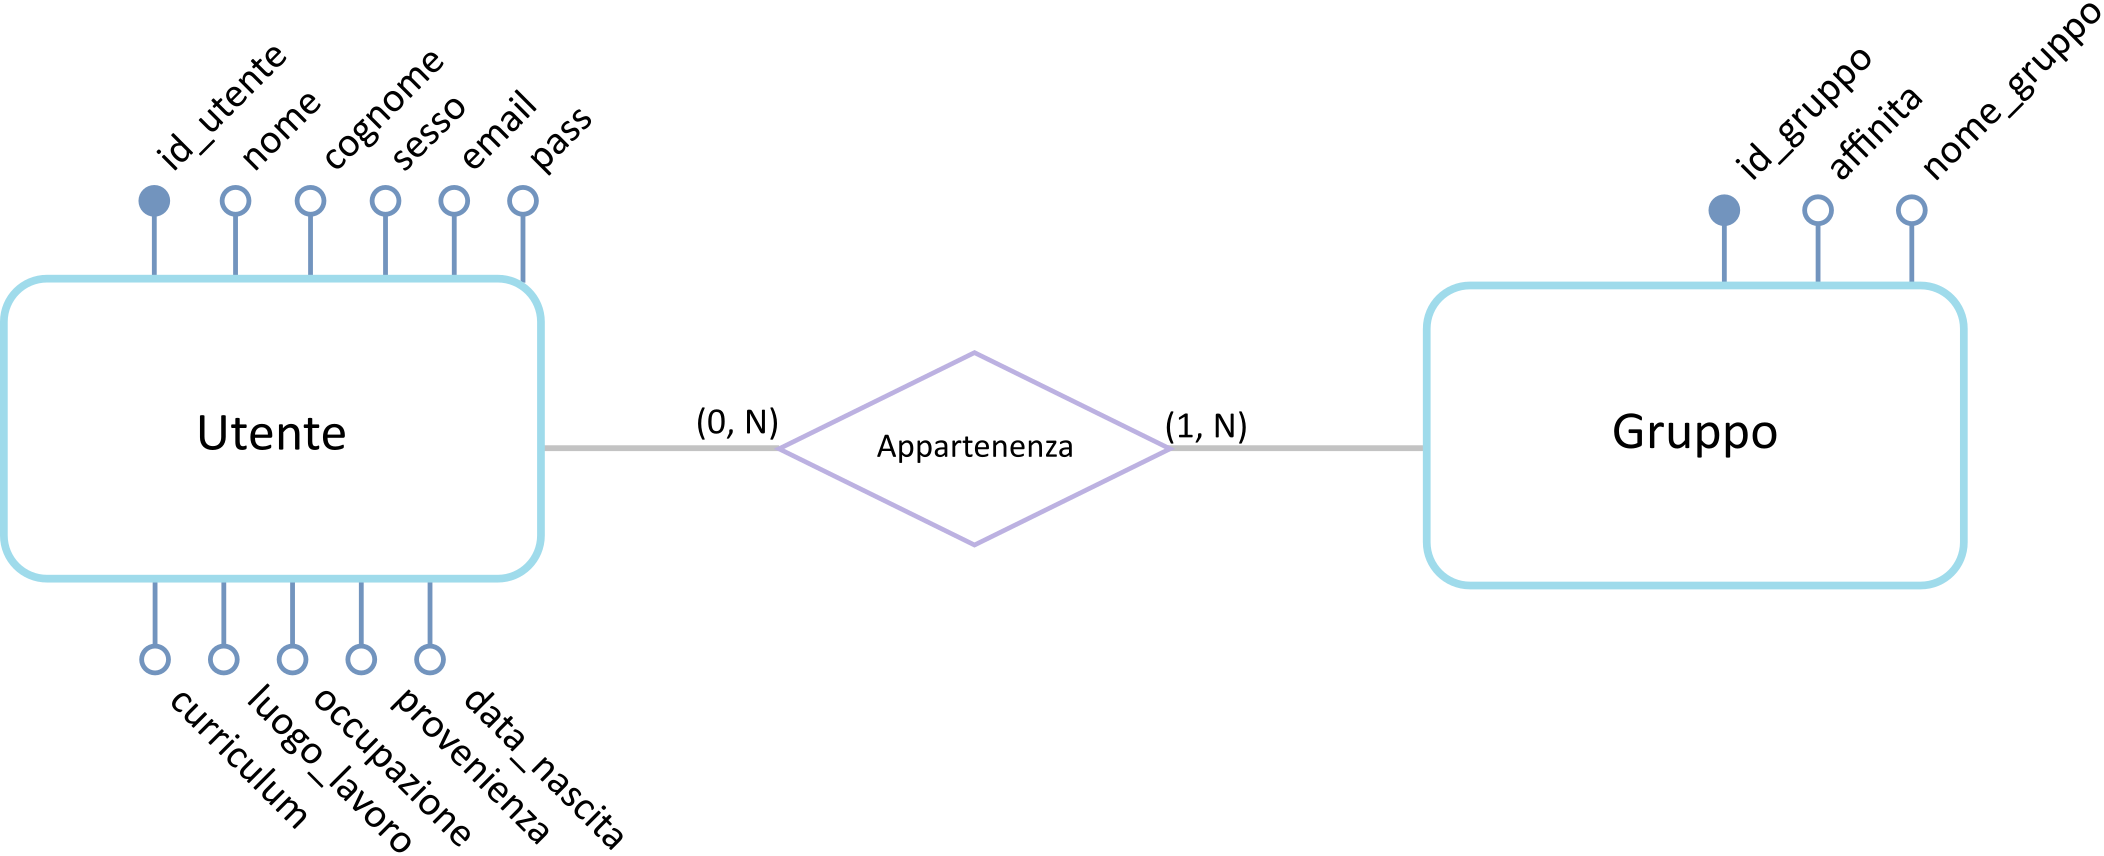 id_utente
nome
cognome
sesso
email
pass
id_gruppo
affinita
nome_gruppo
Utente
(0, N)
Appartenenza
(1, N)
Gruppo
curriculum
luogo_lavoro
occupazione
provenienza
data_nascita